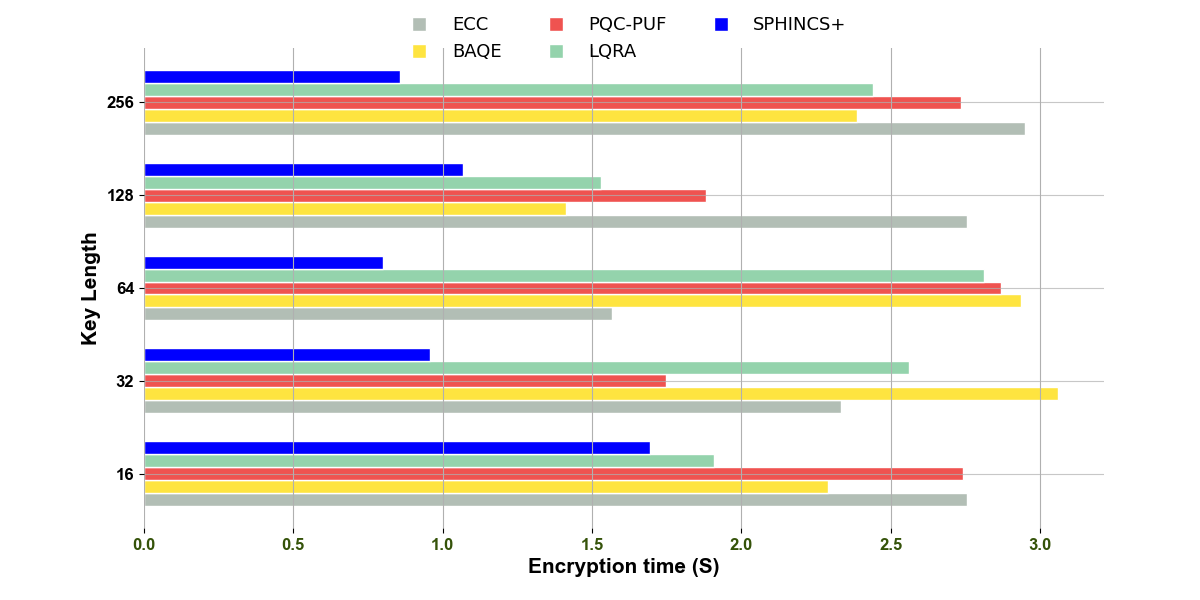 ECC PQC-PUF SPHINCS+
BAQE LQRA
256
128
64
32
16
Key Length
0.0 0.5 1.0 1.5 2.0 2.5 3.0
Encryption time (S)